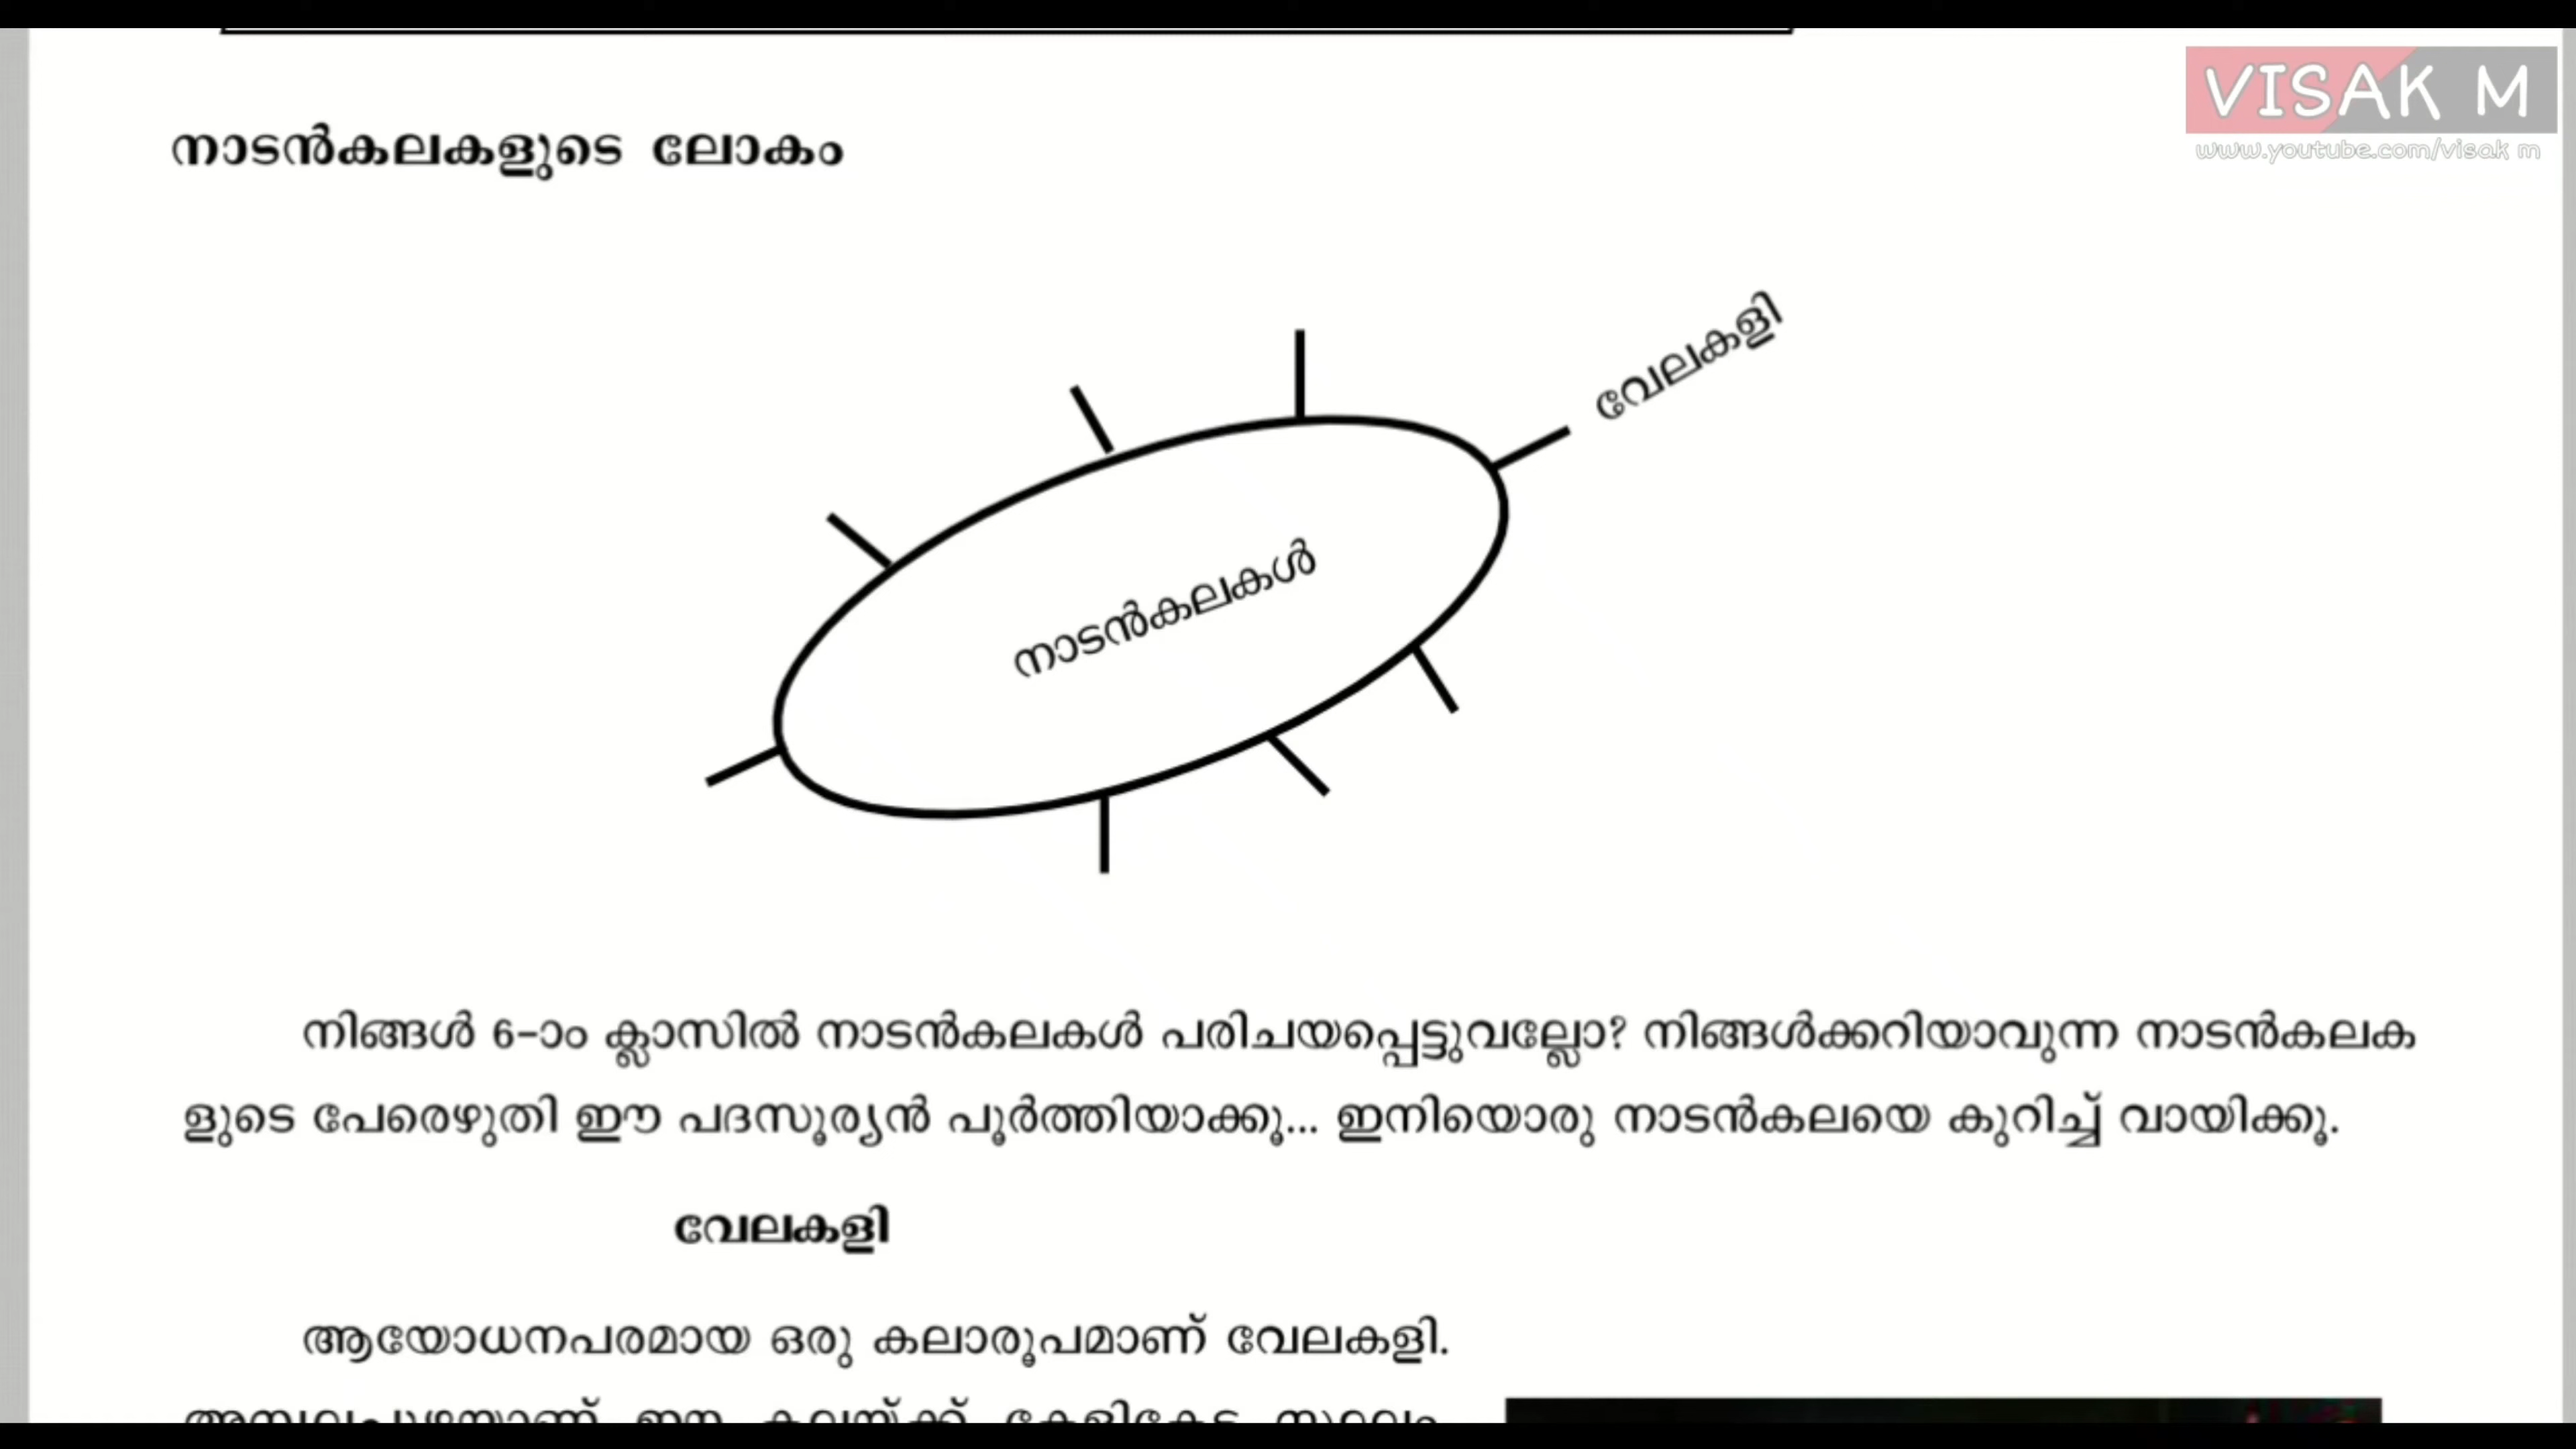 VISAK M
www.youtube.com/visak m
നാടൻകലകളുടെ ലോകം
വേലകളി
നാടൻകലകൾ
നിങ്ങൾ 6-ാം ക്ലാസിൽ നാടൻകലകൾ പരിചയപ്പെട്ടുവല്ലോ? നിങ്ങൾക്കറിയാവുന്ന നാടൻകലക
ളുടെ പേരെഴുതി ഈ പദസൂര്യൻ പൂർത്തിയാക്കൂ... ഇനിയൊരു നാടൻകലയെ കുറിച്ച് വായിക്കൂ.
വേലകളി
ആയോധനപരമായ ഒരു കലാരൂപമാണ് വേലകളി.